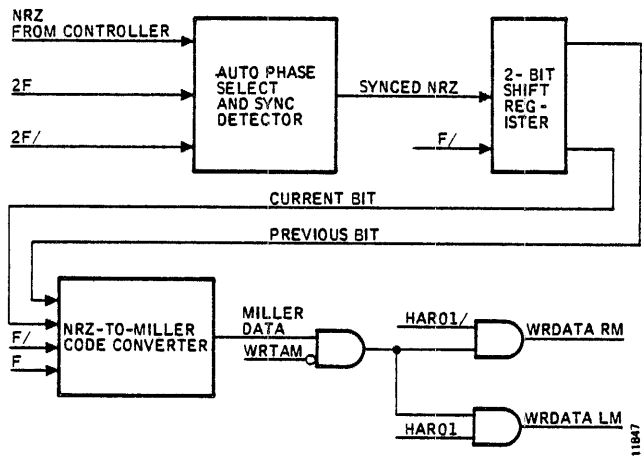 NRZ
FROM CONTROLLER
2F
2F/
AUTO PHASE
SELECT
AND SYNC
DETECTOR
SYNCED NRZ
F/
2-BIT
SHIFT
REG-
ISTER
CURRENT BIT
PREVIOUS BIT
F/
F
NRZ-TO-MILLER
CODE CONVERTER
MILLER
DATA
WRTAM
HAR01/
WRDATA RM
HAR01
WRDATA LM
11847